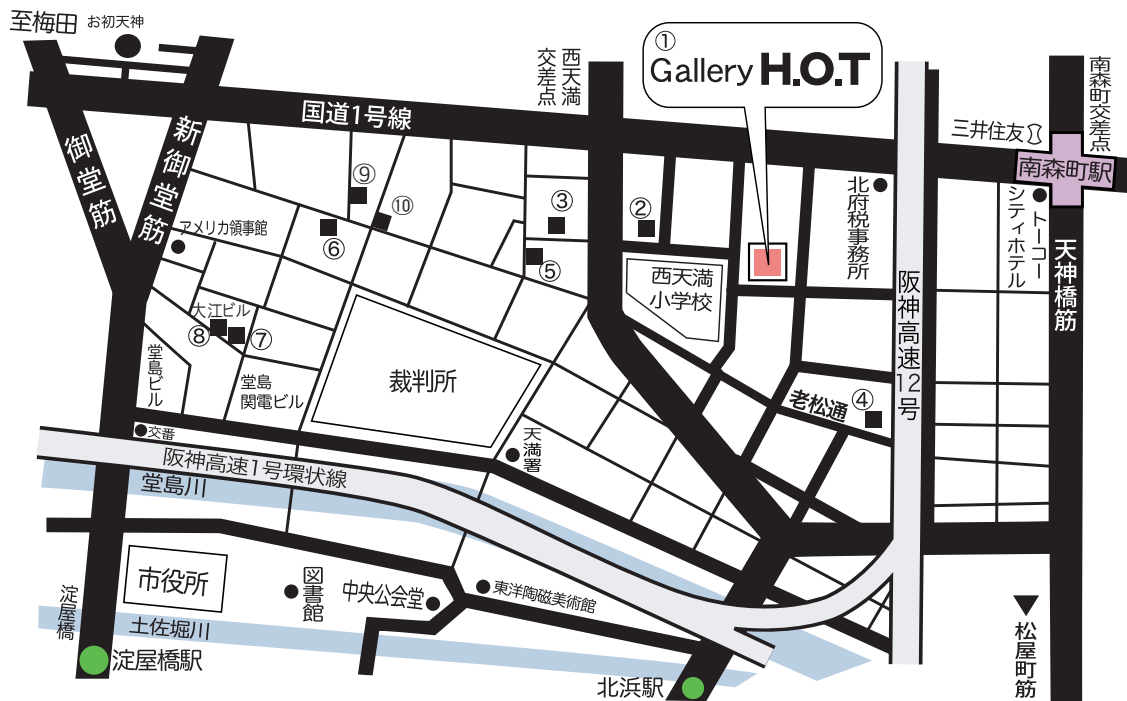 至梅田
お初天神
西天満
交差点
①
Gallery H.O.T
南森町交差点
国道1号線
三井住友
南森町駅
御堂筋
新御堂筋
⑨
⑩
③
②
北府税事務所
トーコー
シティホテル
アメリカ領事館
⑥
⑤
西天満
小学校
阪神高速12号
天神橋筋
大江ビル
⑧
⑦
堂島ビル
堂島
関電ビル
裁判所
老松通
④
交番
天満署
阪神高速1号環状線
堂島川
市役所
図書館
中央公会堂
東洋陶磁美術館
淀屋橋
土佐堀川
松屋町筋
淀屋橋駅
北浜駅